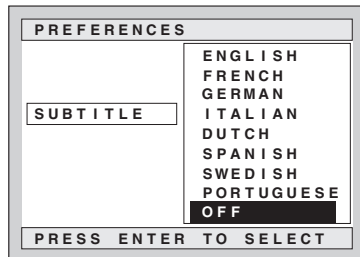 PREFERENCES
SUBTITLE
ENGLISH
FRENCH
GERMAN
ITALIAN
DUTCH
SPANISH
SWEDISH
PORTUGUESE
OFF
PRESS ENTER TO SELECT